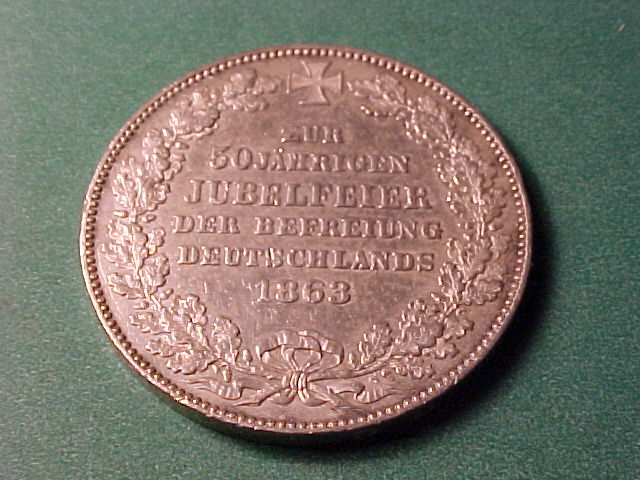 ZUR
50JÄHRIGEN
JUBELFEIER
DER BEFREIUNG
DEUTSCHLANDS
1863